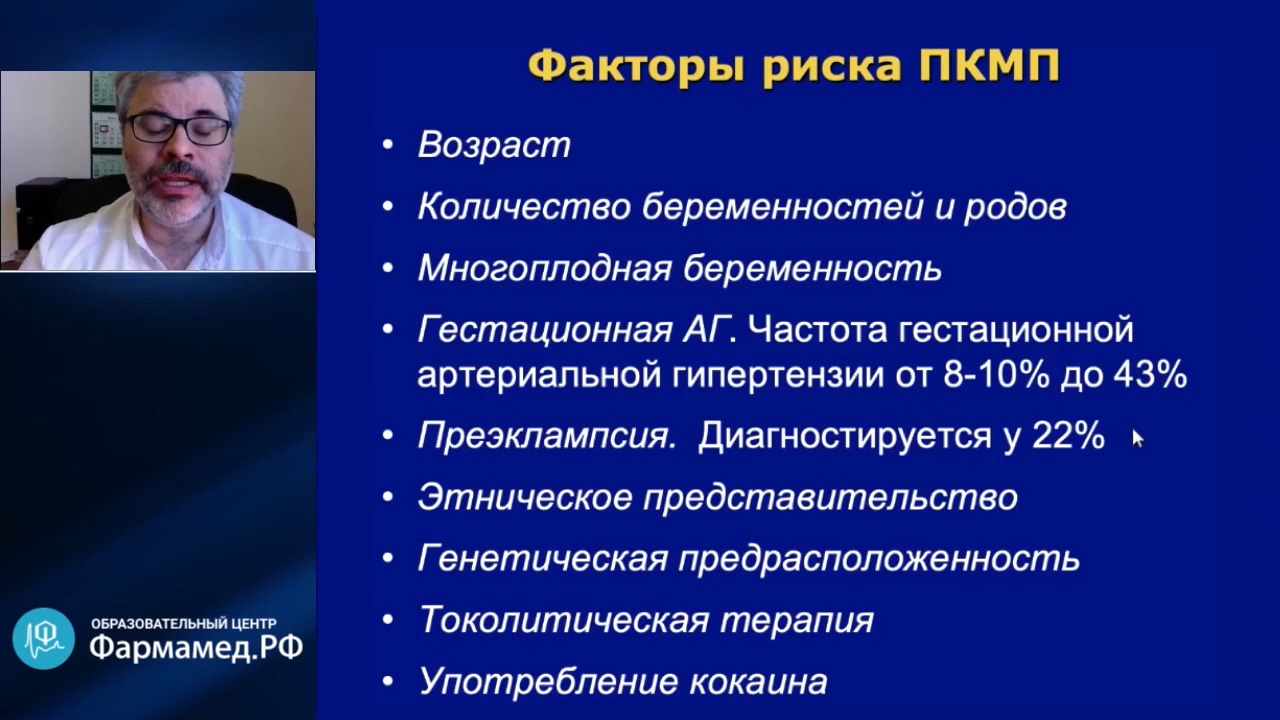 Факторы риска ПКМП
• Возраст
• Количество беременностей и родов
• Многоплодная беременность
• Гестационная АГ. Частота гестационной
артериальной гипертензии от 8-10% до 43%
• Преэклампсия. Диагностируется у 22%
• Этническое представительство
• Генетическая предрасположенность
• Токолитическая терапия
• Употребление кокаина
ОБРАЗОВАТЕЛЬНЫЙ ЦЕНТР
Фармамед.РФ